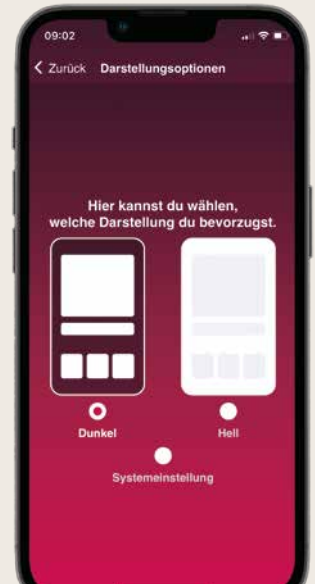 09:02
Zurück Darstellungsoptionen
Hier kannst du wählen,
welche Darstellung du bevorzugst.
Dunkel Hell
Systemeinstellung